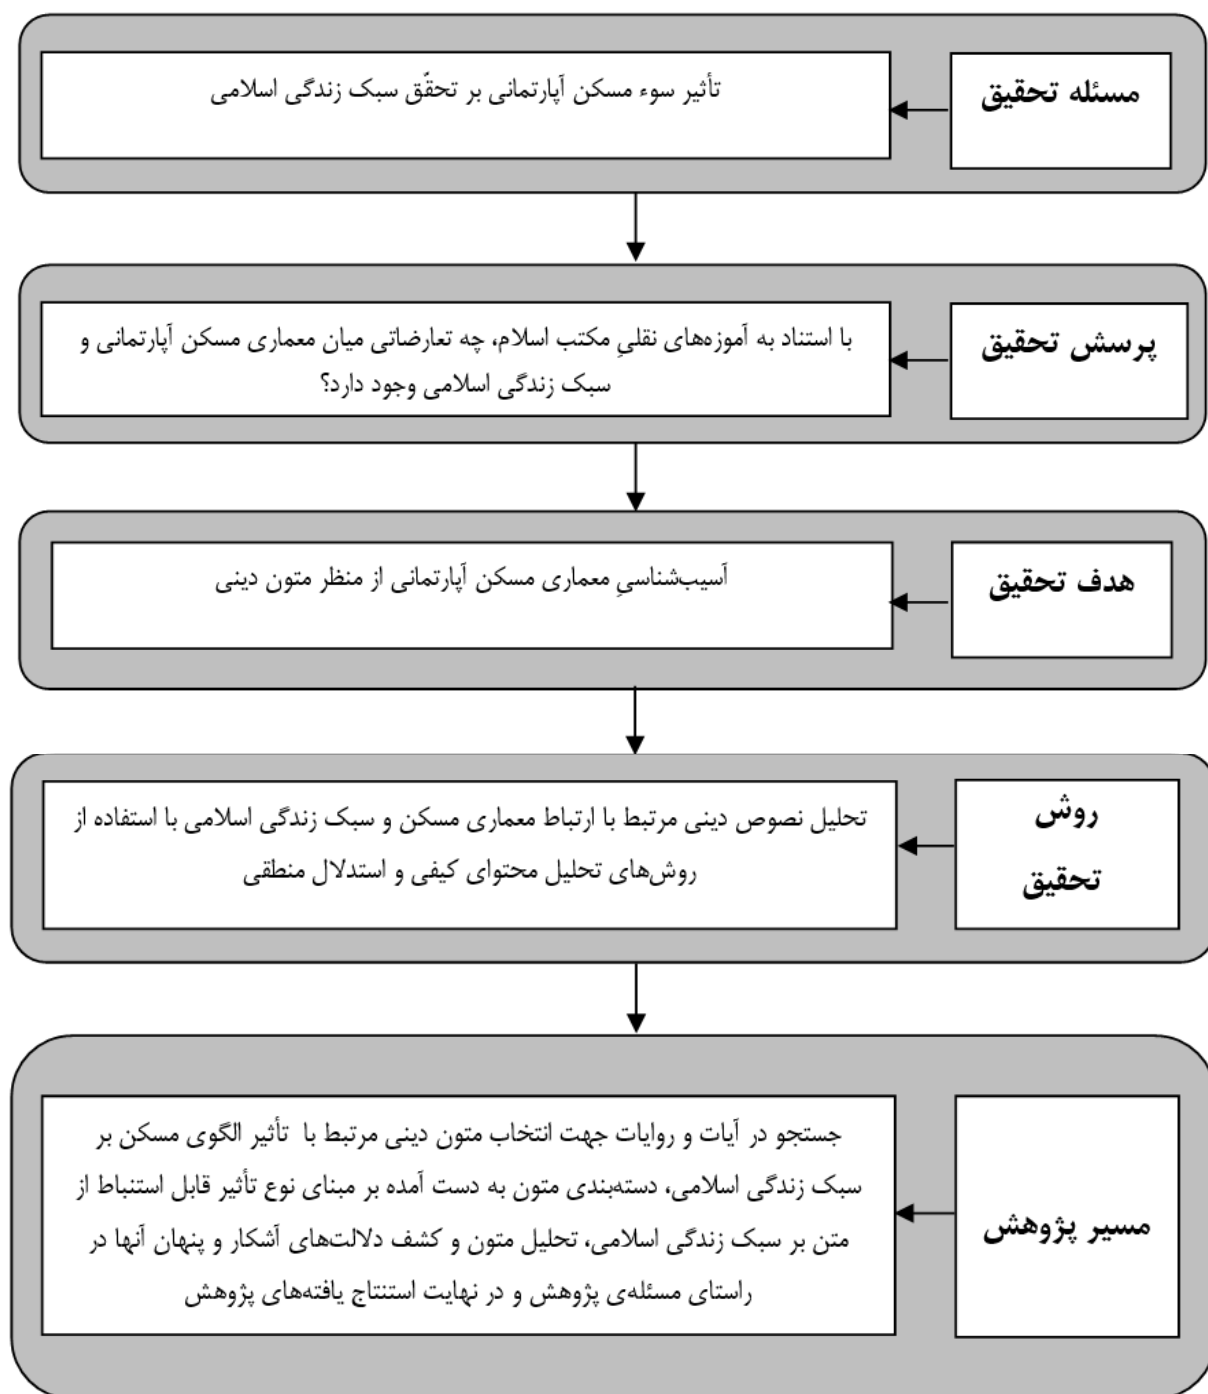 مسئله تحقیق
تأثیر سوء مسکن آپارتمانی بر تحقّق سبک زندگی اسلامی
پرسش تحقیق
با استناد به آموزه‌های نقلیِ مکتب اسلام، چه تعارضاتی میان معماری مسکن آپارتمانی و
سبک زندگی اسلامی وجود دارد؟
هدف تحقیق
آسیب‌شناسیِ معماری مسکن آپارتمانی از منظر متون دینی
روش
تحقیق
تحلیل نصوص دینی مرتبط با ارتباط معماری مسکن و سبک زندگی اسلامی با استفاده از
روش‌های تحلیل محتوای کیفی و استدلال منطقی
مسیر پژوهش
جستجو در آیات و روایات جهت انتخاب متون دینی مرتبط با تأثیر الگوی مسکن بر
سبک زندگی اسلامی، دسته‌بندی متون به دست آمده بر مبنای نوع تأثیر قابل استنباط از
متن بر سبک زندگی اسلامی، تحلیل متون و کشف دلالت‌های آشکار و پنهان آنها در
راستای مسئله‌ی پژوهش و در نهایت استنتاج یافته‌های پژوهش